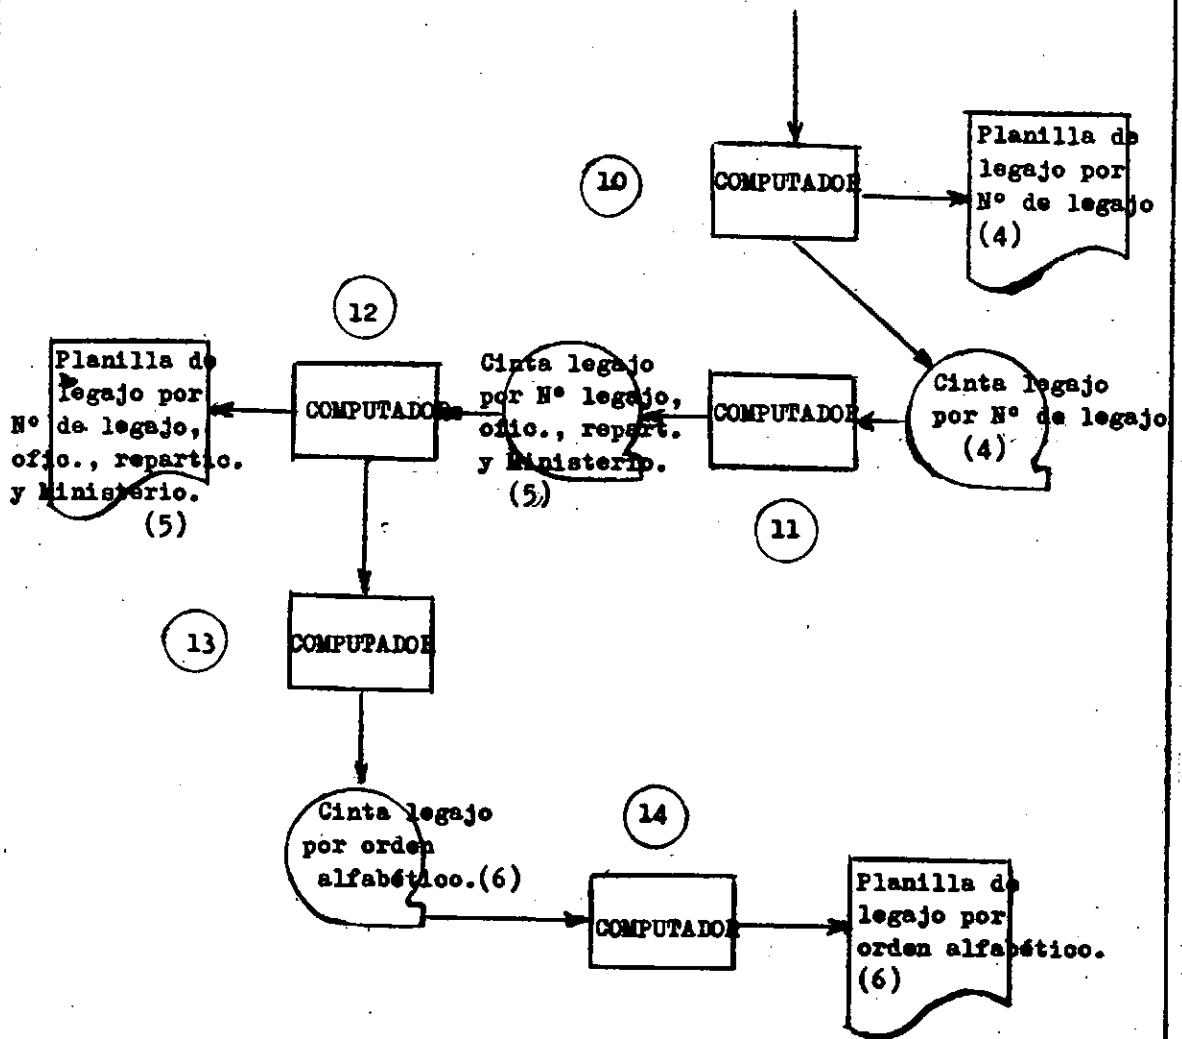 10
COMPUTADOR
Planilla de
legajo por
Nº de legajo
(4)
12
Planilla de
legajo por
Nº de legajo,
ofic., repartic.
y Ministerio.
(5)
COMPUTADOR
Cinta legajo
por Nº legajo,
ofic., repart.
y Ministerio.
(5)
COMPUTADOR
Cinta legajo
por Nº de legajo
(4)
11
13
COMPUTADOR
Cinta legajo
por orden
alfabético.(6)
14
COMPUTADOR
Planilla de
legajo por
orden alfabético.
(6)